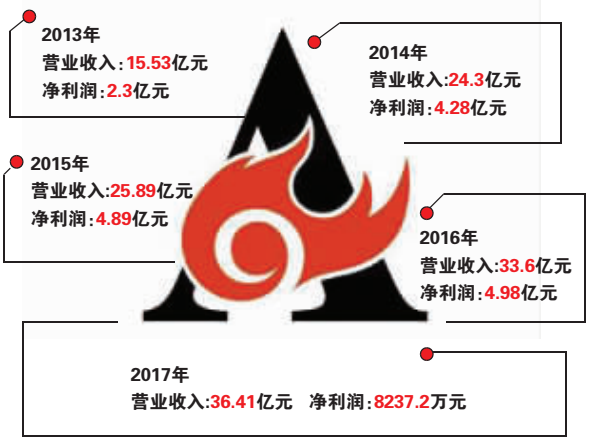 2013年
营业收入:15.53亿元
净利润:2.3亿元
2014年
营业收入:24.3亿元
净利润:4.28亿元
2015年
营业收入:25.89亿元
净利润:4.89亿元
2016年
营业收入:33.6亿元
净利润:4.98亿元
2017年
营业收入:36.41亿元 净利润:8237.2万元